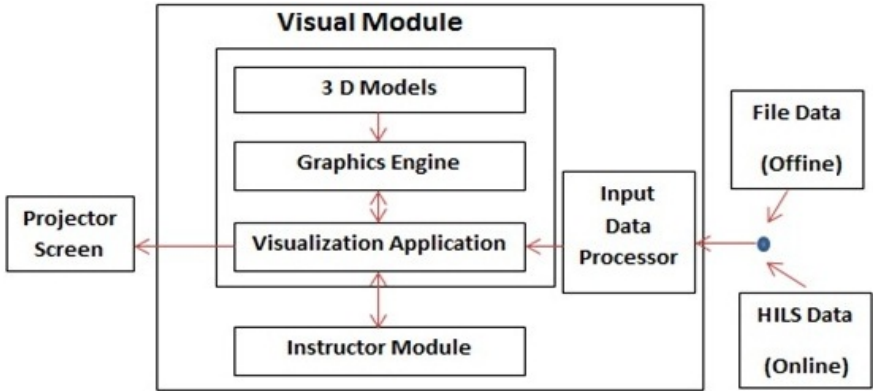 Visual Module
3 D Models
Graphics Engine
Visualization Application
Instructor Module
Projector
Screen
Input
Data
Processor
File Data
(Offine)
HILS Data
(Online)